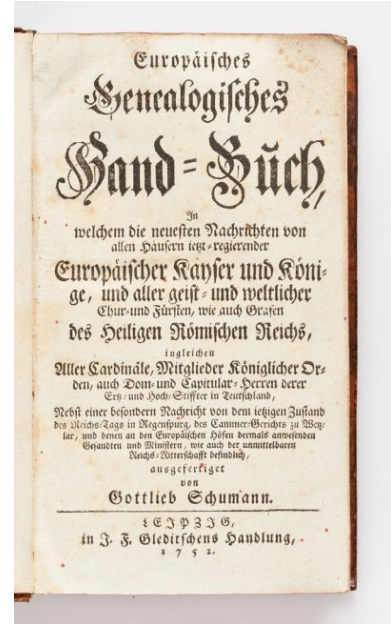 Europäisches
Genealogisches
Hand-Buch,
In
welchem die neuesten Nachrichten von
allen Häusern ietzt-regierender
Europäischer Kayser und Köni-
ge, und aller geist- und weltlicher
Chur-und Fürsten, wie auch Grafen
des Heiligen Römischen Reichs,
ingleichen
Aller Cardinäle, Mitglieder Königlicher Or-
den, auch Dom- und Capitular-Herren derer
Ertz- und Hoch-Stiffter in Teutschland,
Nebst einer besondern Nachricht von dem ietzigen Zustand
des Reichs-Tags in Regenspurg, des Cammer-Gerichts zu Wetz-
lar, und denen an den Europäischen Höfen dermals anwesenden
Gesandten und Ministern, wie auch der unmittelbaren
Reichs-Ritterschafft befindlich,
ausgefertiget
von
Gottlieb Schumann.
LEIPZIG,
in J. F. Gleditschens Handlung,
1752.